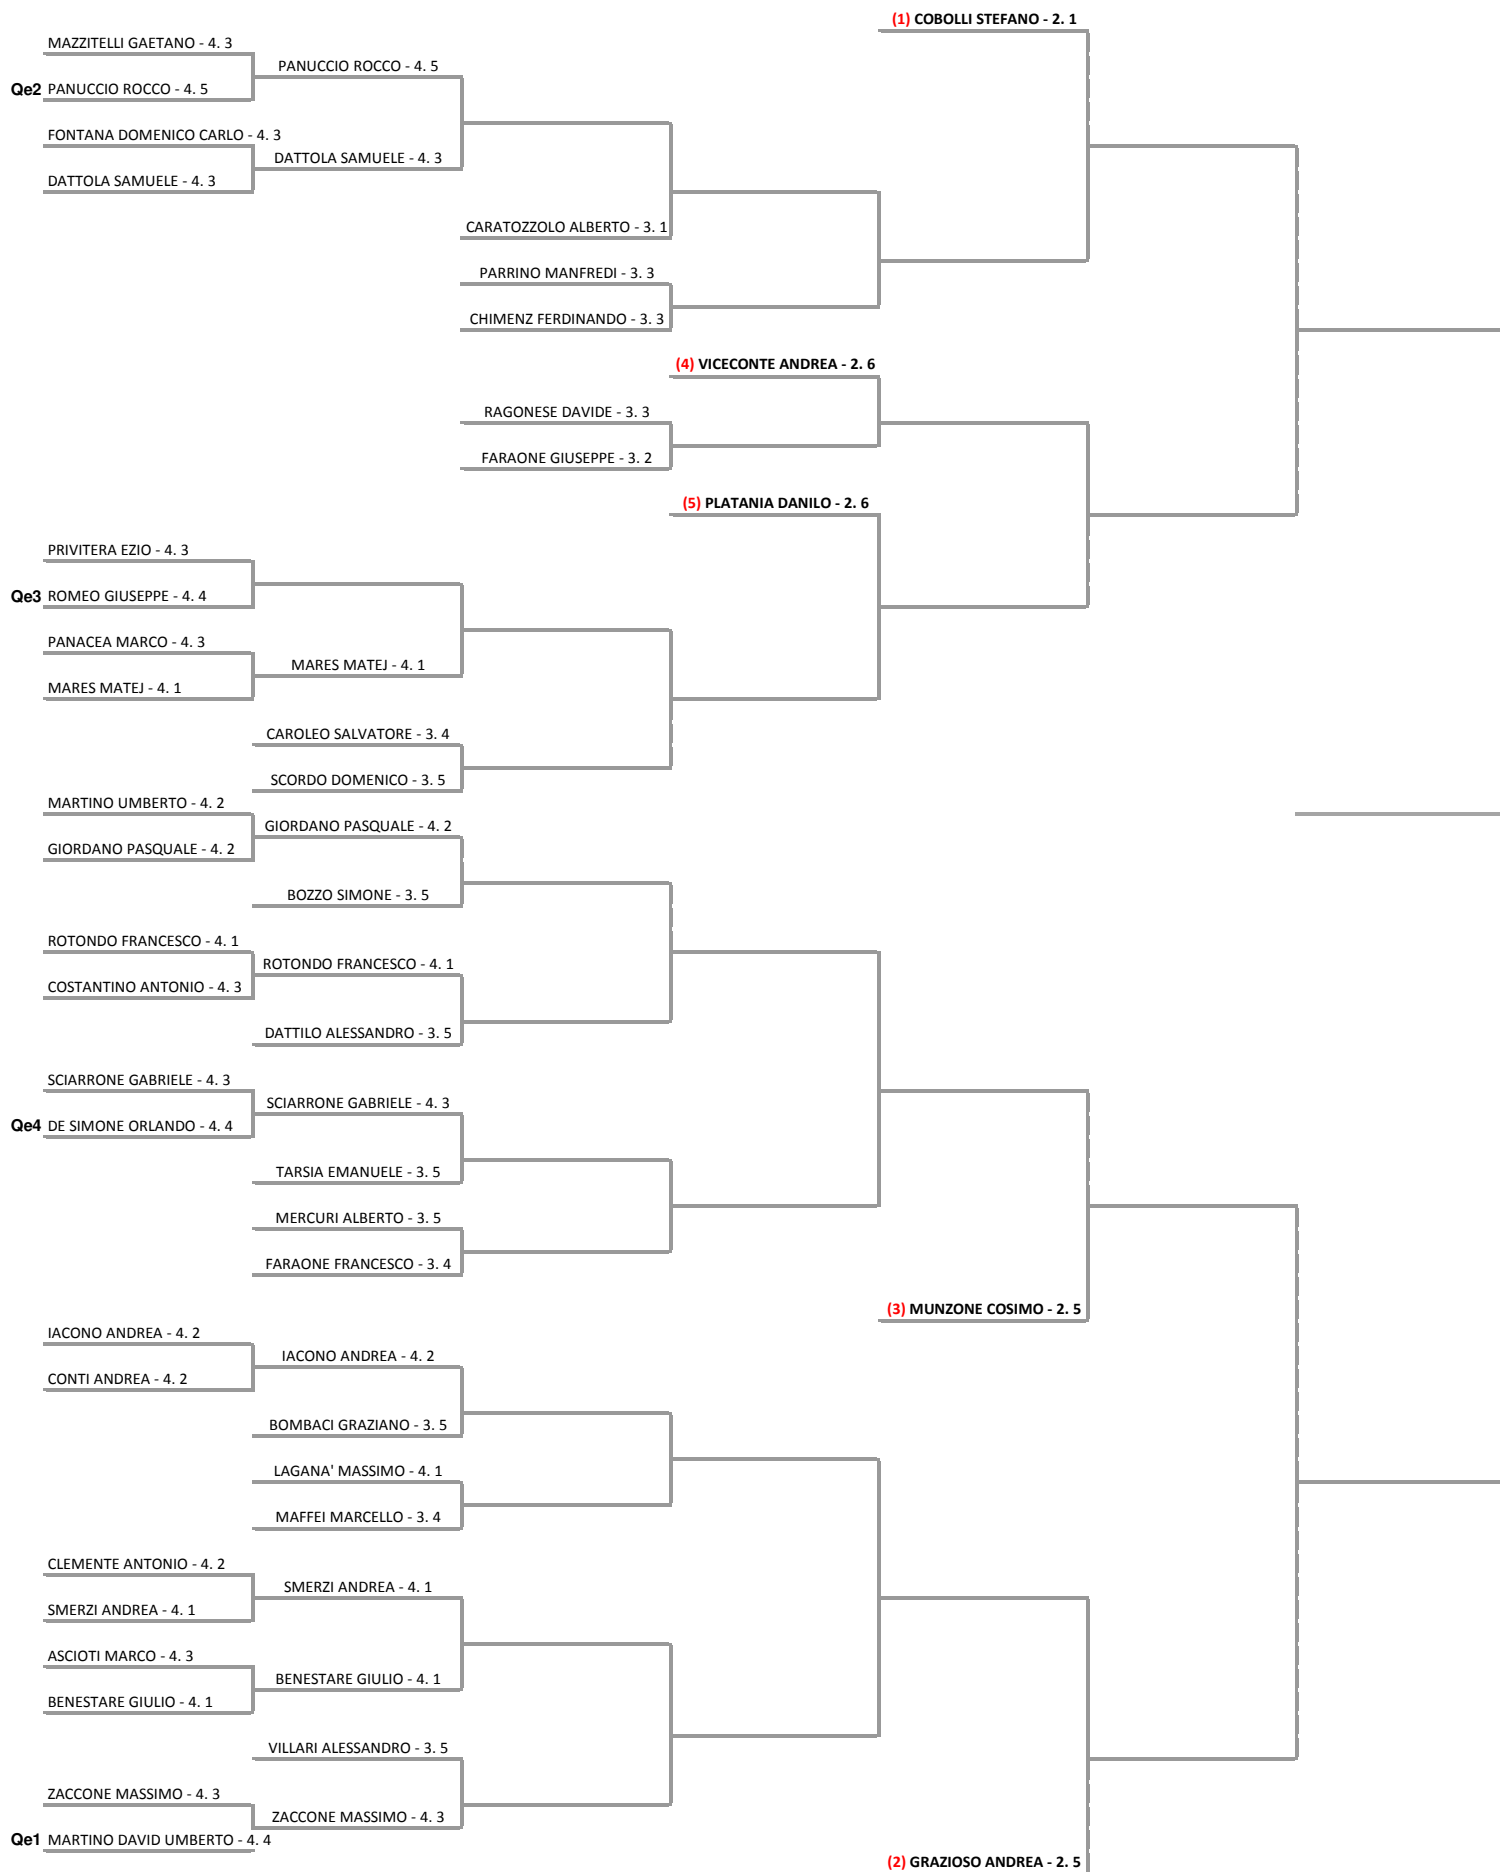 (1) COBOLLI STEFANO - 2. 1
MAZZITELLI GAETANO - 4. 3
PANUCCIO ROCCO - 4. 5
Qe2 PANUCCIO ROCCO - 4. 5
FONTANA DOMENICO CARLO - 4. 3
DATTOLA SAMUELE - 4. 3
DATTOLA SAMUELE - 4. 3
CARATOZZOLO ALBERTO - 3. 1
PARRINO MANFREDI - 3. 3
CHIMENZ FERDINANDO - 3. 3
(4) VICECONTE ANDREA - 2. 6
RAGONESE DAVIDE - 3. 3
FARAONE GIUSEPPE - 3. 2
(5) PLATANIA DANILO - 2. 6
PRIVITERA EZIO - 4. 3
Qe3 ROMEO GIUSEPPE - 4. 4
PANACEA MARCO - 4. 3
MARES MATEJ - 4. 1
MARES MATEJ - 4. 1
CAROLEO SALVATORE - 3. 4
SCORDO DOMENICO - 3. 5
MARTINO UMBERTO - 4. 2
GIORDANO PASQUALE - 4. 2
GIORDANO PASQUALE - 4. 2
BOZZO SIMONE - 3. 5
ROTONDO FRANCESCO - 4. 1
ROTONDO FRANCESCO - 4. 1
COSTANTINO ANTONIO - 4. 3
DATTILO ALESSANDRO - 3. 5
SCIARRONE GABRIELE - 4. 3
SCIARRONE GABRIELE - 4. 3
Qe4 DE SIMONE ORLANDO - 4. 4
TARSIA EMANUELE - 3. 5
MERCURI ALBERTO - 3. 5
FARAONE FRANCESCO - 3. 4
(3) MUNZONE COSIMO - 2. 5
IACONO ANDREA - 4. 2
IACONO ANDREA - 4. 2
CONTI ANDREA - 4. 2
BOMBACI GRAZIANO - 3. 5
LAGANA' MASSIMO - 4. 1
MAFFEI MARCELLO - 3. 4
CLEMENTE ANTONIO - 4. 2
SMERZI ANDREA - 4. 1
SMERZI ANDREA - 4. 1
ASCIOTI MARCO - 4. 3
BENESTARE GIULIO - 4. 1
BENESTARE GIULIO - 4. 1
VILLARI ALESSANDRO - 3. 5
ZACCONE MASSIMO - 4. 3
ZACCONE MASSIMO - 4. 3
Qe1 MARTINO DAVID UMBERTO - 4. 4
(2) GRAZIOSO ANDREA - 2. 5